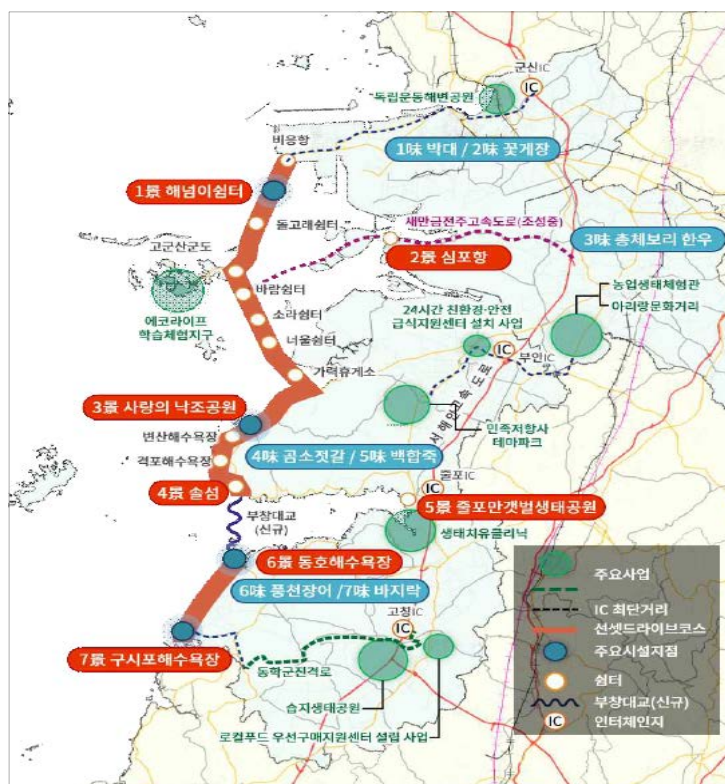 군산IC
IC
독립운동해변공원
비응항
1味 박대 / 2味 꽃게장
1景 해넘이쉼터
돌고래쉼터
새만금전주고속도로(조성중)
3味 총체보리 한우
고군산군도
2景 심포항
바람쉼터
농업생태체험관
아리랑문화거리
에코라이프
학습체험지구
소라쉼터
24시간 친환경·안전
급식지원센터 설치 사업
너울쉼터
IC
부안IC
가력휴게소
서해안고속도로
3景 사랑의 낙조공원
변산해수욕장
민족저항사
테마파크
격포해수욕장
4味 곰소젓갈 / 5味 백합죽
줄포IC
IC
4景 솔섬
5景 줄포만갯벌생태공원
부창대교
(신규)
생태치유클리닉
6景 동호해수욕장
6味 풍천장어 /7味 바지락
고창IC
IC
7景 구시포해수욕장
동학군진격로
습지생태공원
로컬푸드 우선구매지원센터 설립 사업
주요사업
IC 최단거리
선셋드라이브코스
주요시설지점
쉼터
부창대교(신규)
IC
인터체인지